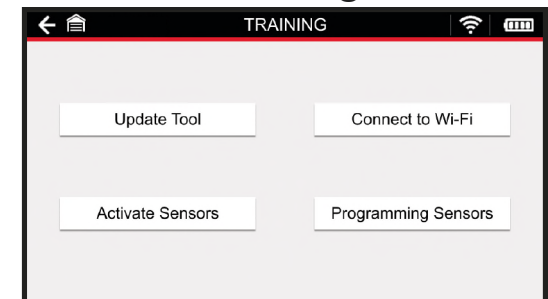 TRAINING
Update Tool
Connect to Wi-Fi
Activate Sensors
Programming Sensors